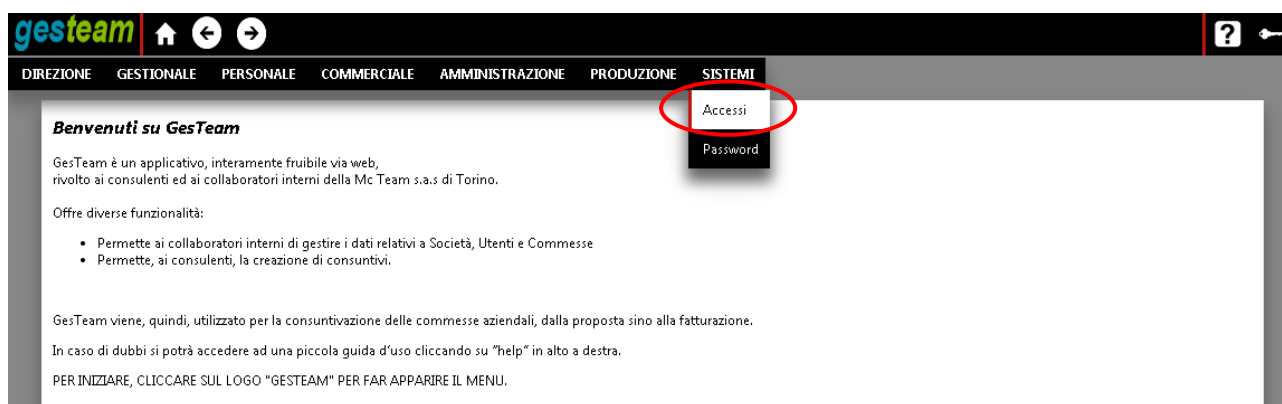 gesteam
?
DIREZIONE GESTIONALE PERSONALE COMMERCIALE AMMINISTRAZIONE PRODUZIONE SISTEMI
Accessi
Password
Benvenuti su GesTeam
GesTeam è un applicativo, interamente fruibile via web,
rivolto ai consulenti ed ai collaboratori interni della Mc Team s.a.s di Torino.
Offre diverse funzionalità:
• Permette ai collaboratori interni di gestire i dati relativi a Società, Utenti e Commesse
• Permette, ai consulenti, la creazione di consuntivi.
GesTeam viene, quindi, utilizzato per la consuntivazione delle commesse aziendali, dalla proposta sino alla fatturazione.
In caso di dubbi si potrà accedere ad una piccola guida d'uso cliccando su "help" in alto a destra.
PER INIZIARE, CLICCARE SUL LOGO "GESTEAM" PER FAR APPARIRE IL MENU.